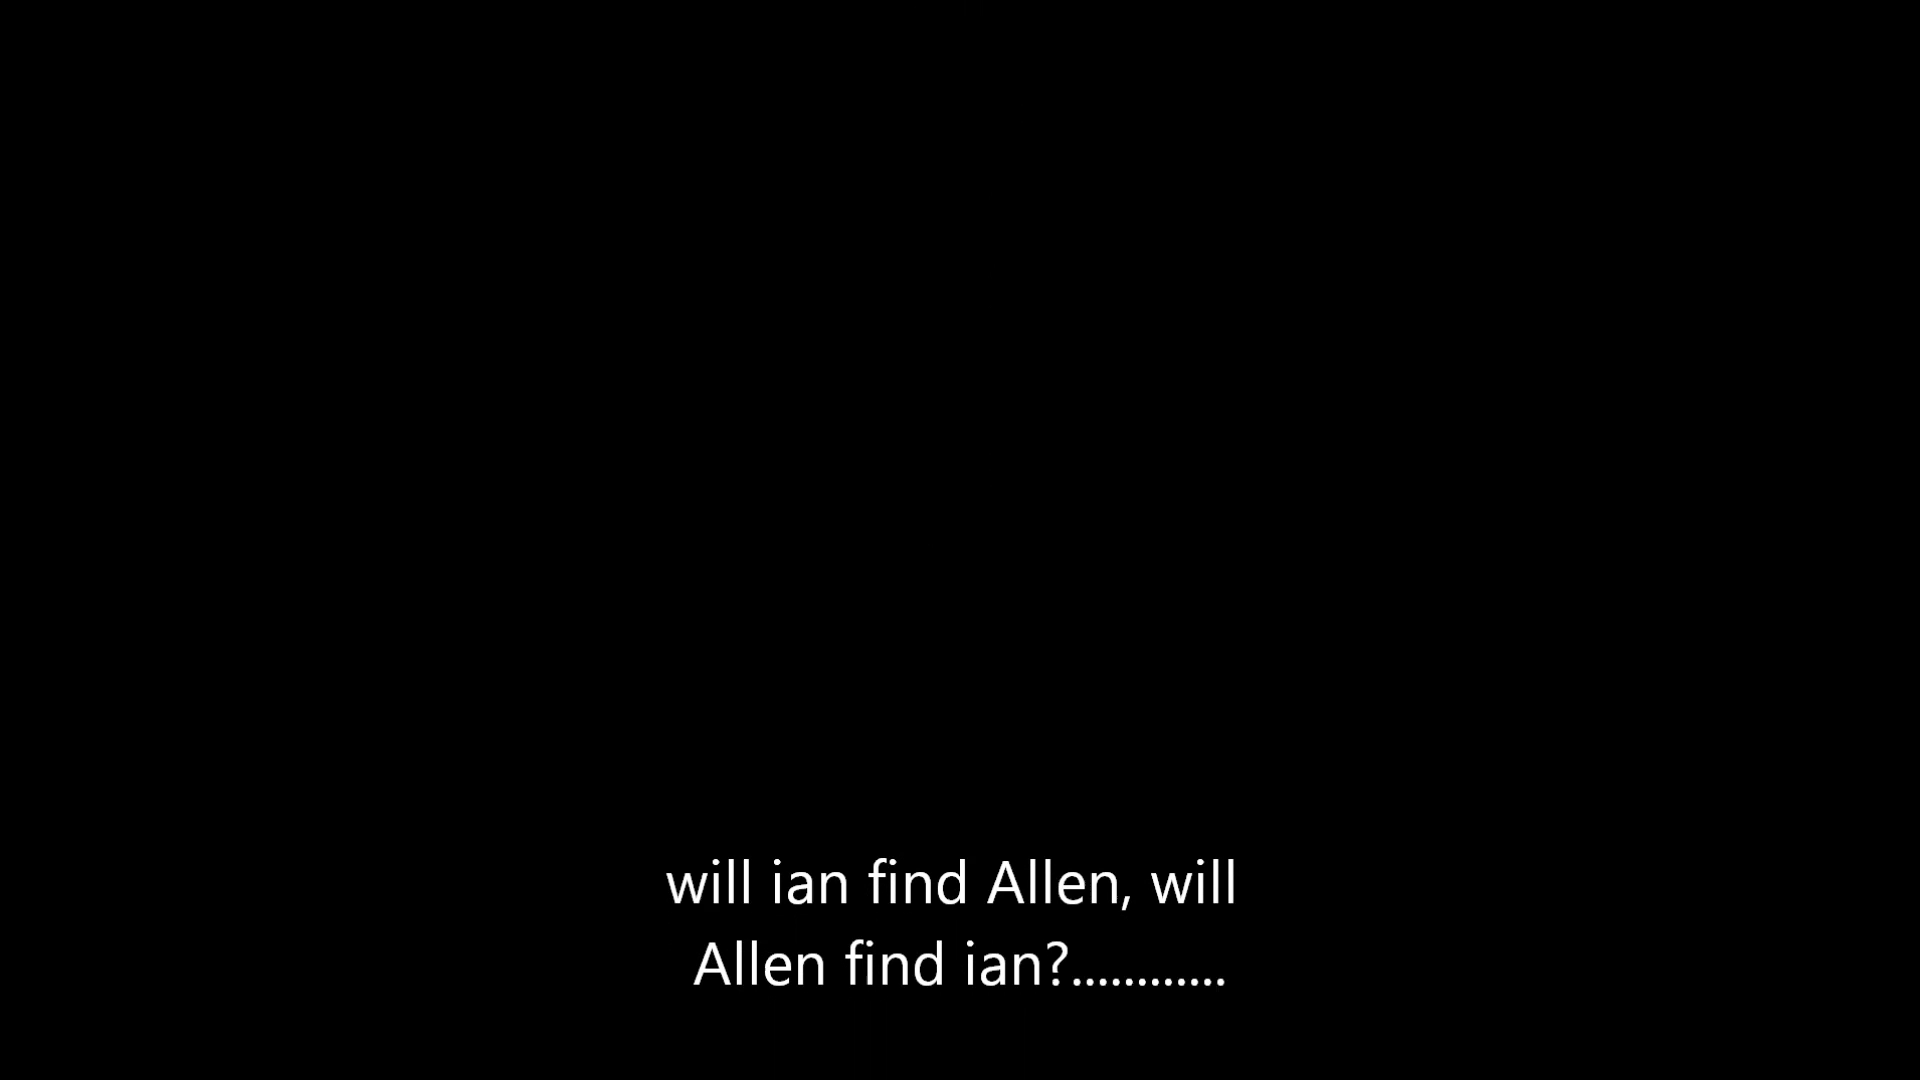 will ian find Allen, will
Allen find ian?............